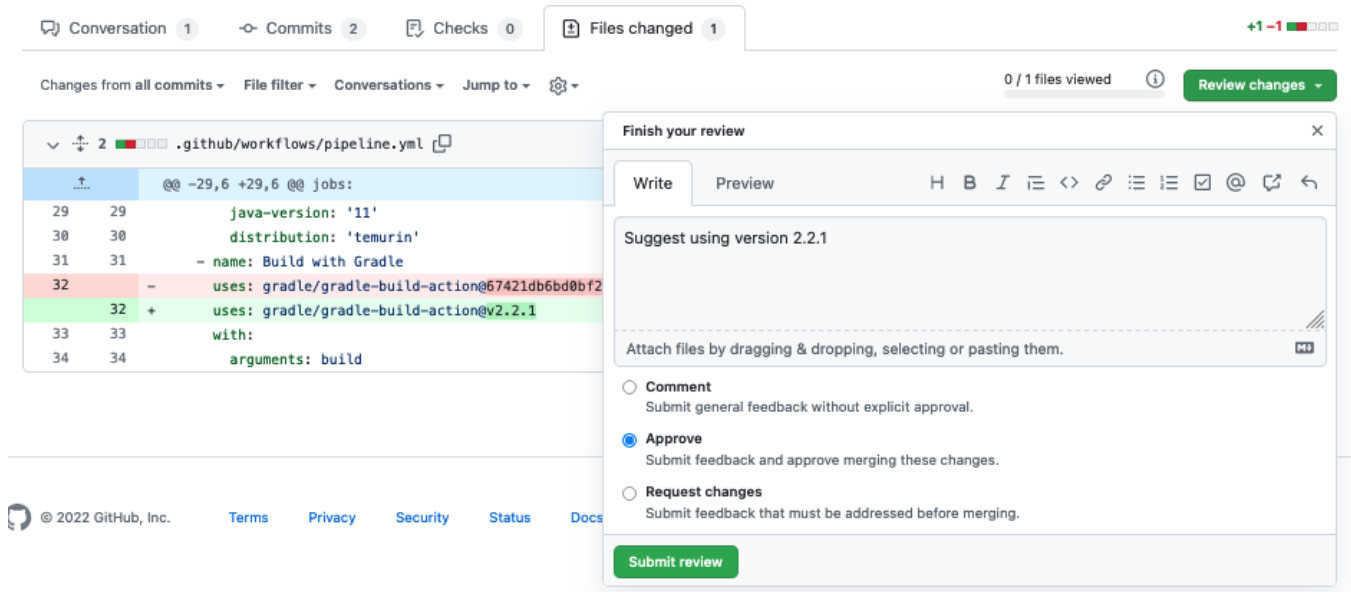 Conversation 1 Commits 2 Checks 0 Files changed 1 +1 −1
Changes from all commits File filter Conversations Jump to 0 / 1 files viewed Review changes
2 .github/workflows/pipeline.yml
@@ -29,6 +29,6 @@ jobs:
29 29 java-version: '11'
30 30 distribution: 'temurin'
31 31 - name: Build with Gradle
32 - uses: gradle/gradle-build-action@67421db6bd0bf2
32 + uses: gradle/gradle-build-action@v2.2.1
33 33 with:
34 34 arguments: build
Finish your review
Write Preview
Suggest using version 2.2.1
Attach files by dragging & dropping, selecting or pasting them.
Comment
Submit general feedback without explicit approval.
Approve
Submit feedback and approve merging these changes.
Request changes
Submit feedback that must be addressed before merging.
Submit review
© 2022 GitHub, Inc. Terms Privacy Security Status Docs